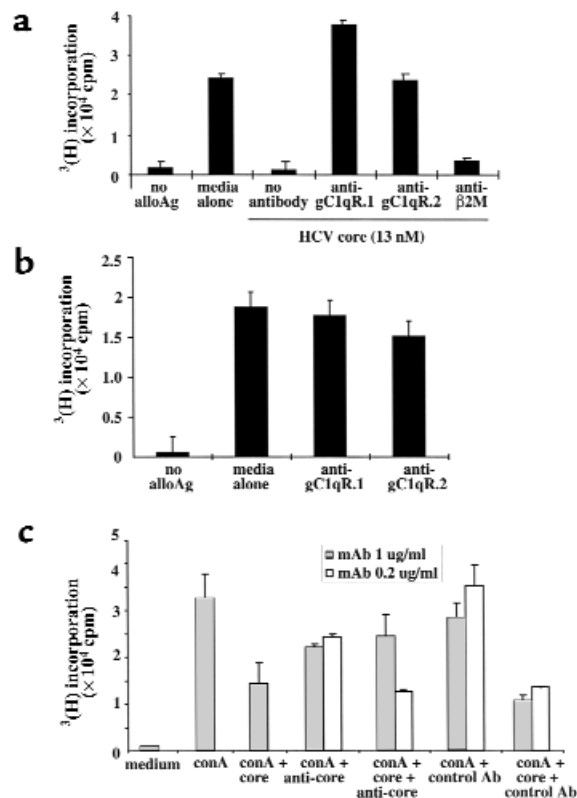 a
³(H) incorporation
(× 10⁴ cpm)
4
3
2
1
0
no
alloAg
media
alone
no
antibody
anti-
gC1qR.1
anti-
gC1qR.2
anti-
β2M
HCV core (13 nM)
b
³(H) incorporation
(× 10⁴ cpm)
2.5
2
1.5
1
0.5
0
no
alloAg
media
alone
anti-
gC1qR.1
anti-
gC1qR.2
c
³(H) incorporation
(× 10⁴ cpm)
5
4
3
2
1
0
mAb 1 ug/ml
mAb 0.2 ug/ml
medium
conA
conA +
core
conA +
anti-core
conA +
core +
anti-core
conA +
control Ab
conA +
core +
control Ab